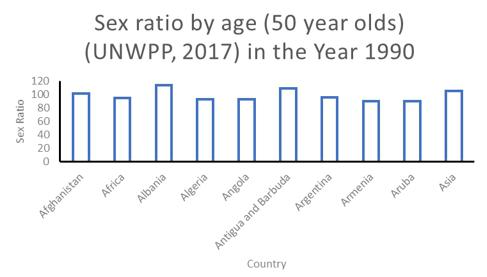 Sex ratio by age (50 year olds)
(UNWPP, 2017) in the Year 1990
120
100
80
60
40
20
0
Sex Ratio
Afghanistan
Africa
Albania
Algeria
Angola
Antigua and Barbuda
Argentina
Armenia
Aruba
Asia
Country